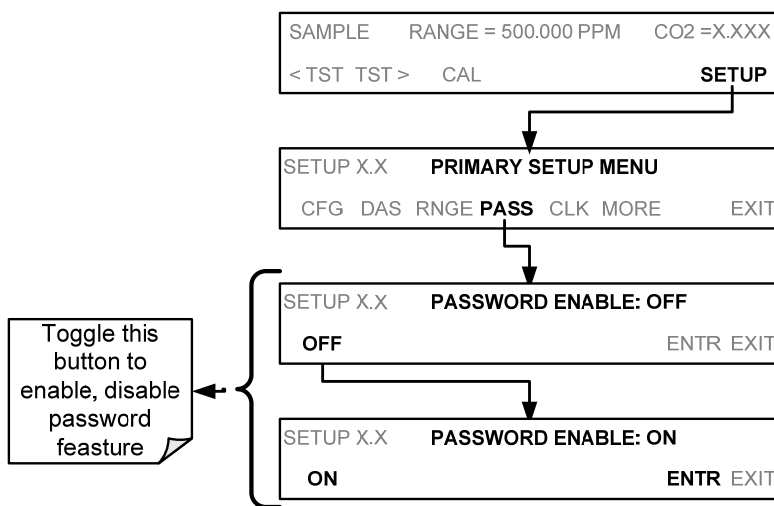 SAMPLE RANGE = 500.000 PPM CO2 =X.XXX
< TST TST > CAL SETUP
SETUP X.X PRIMARY SETUP MENU
CFG DAS RNGE PASS CLK MORE EXIT
SETUP X.X PASSWORD ENABLE: OFF
OFF ENTR EXIT
Toggle this
button to
enable, disable
password
feasture
SETUP X.X PASSWORD ENABLE: ON
ON ENTR EXIT